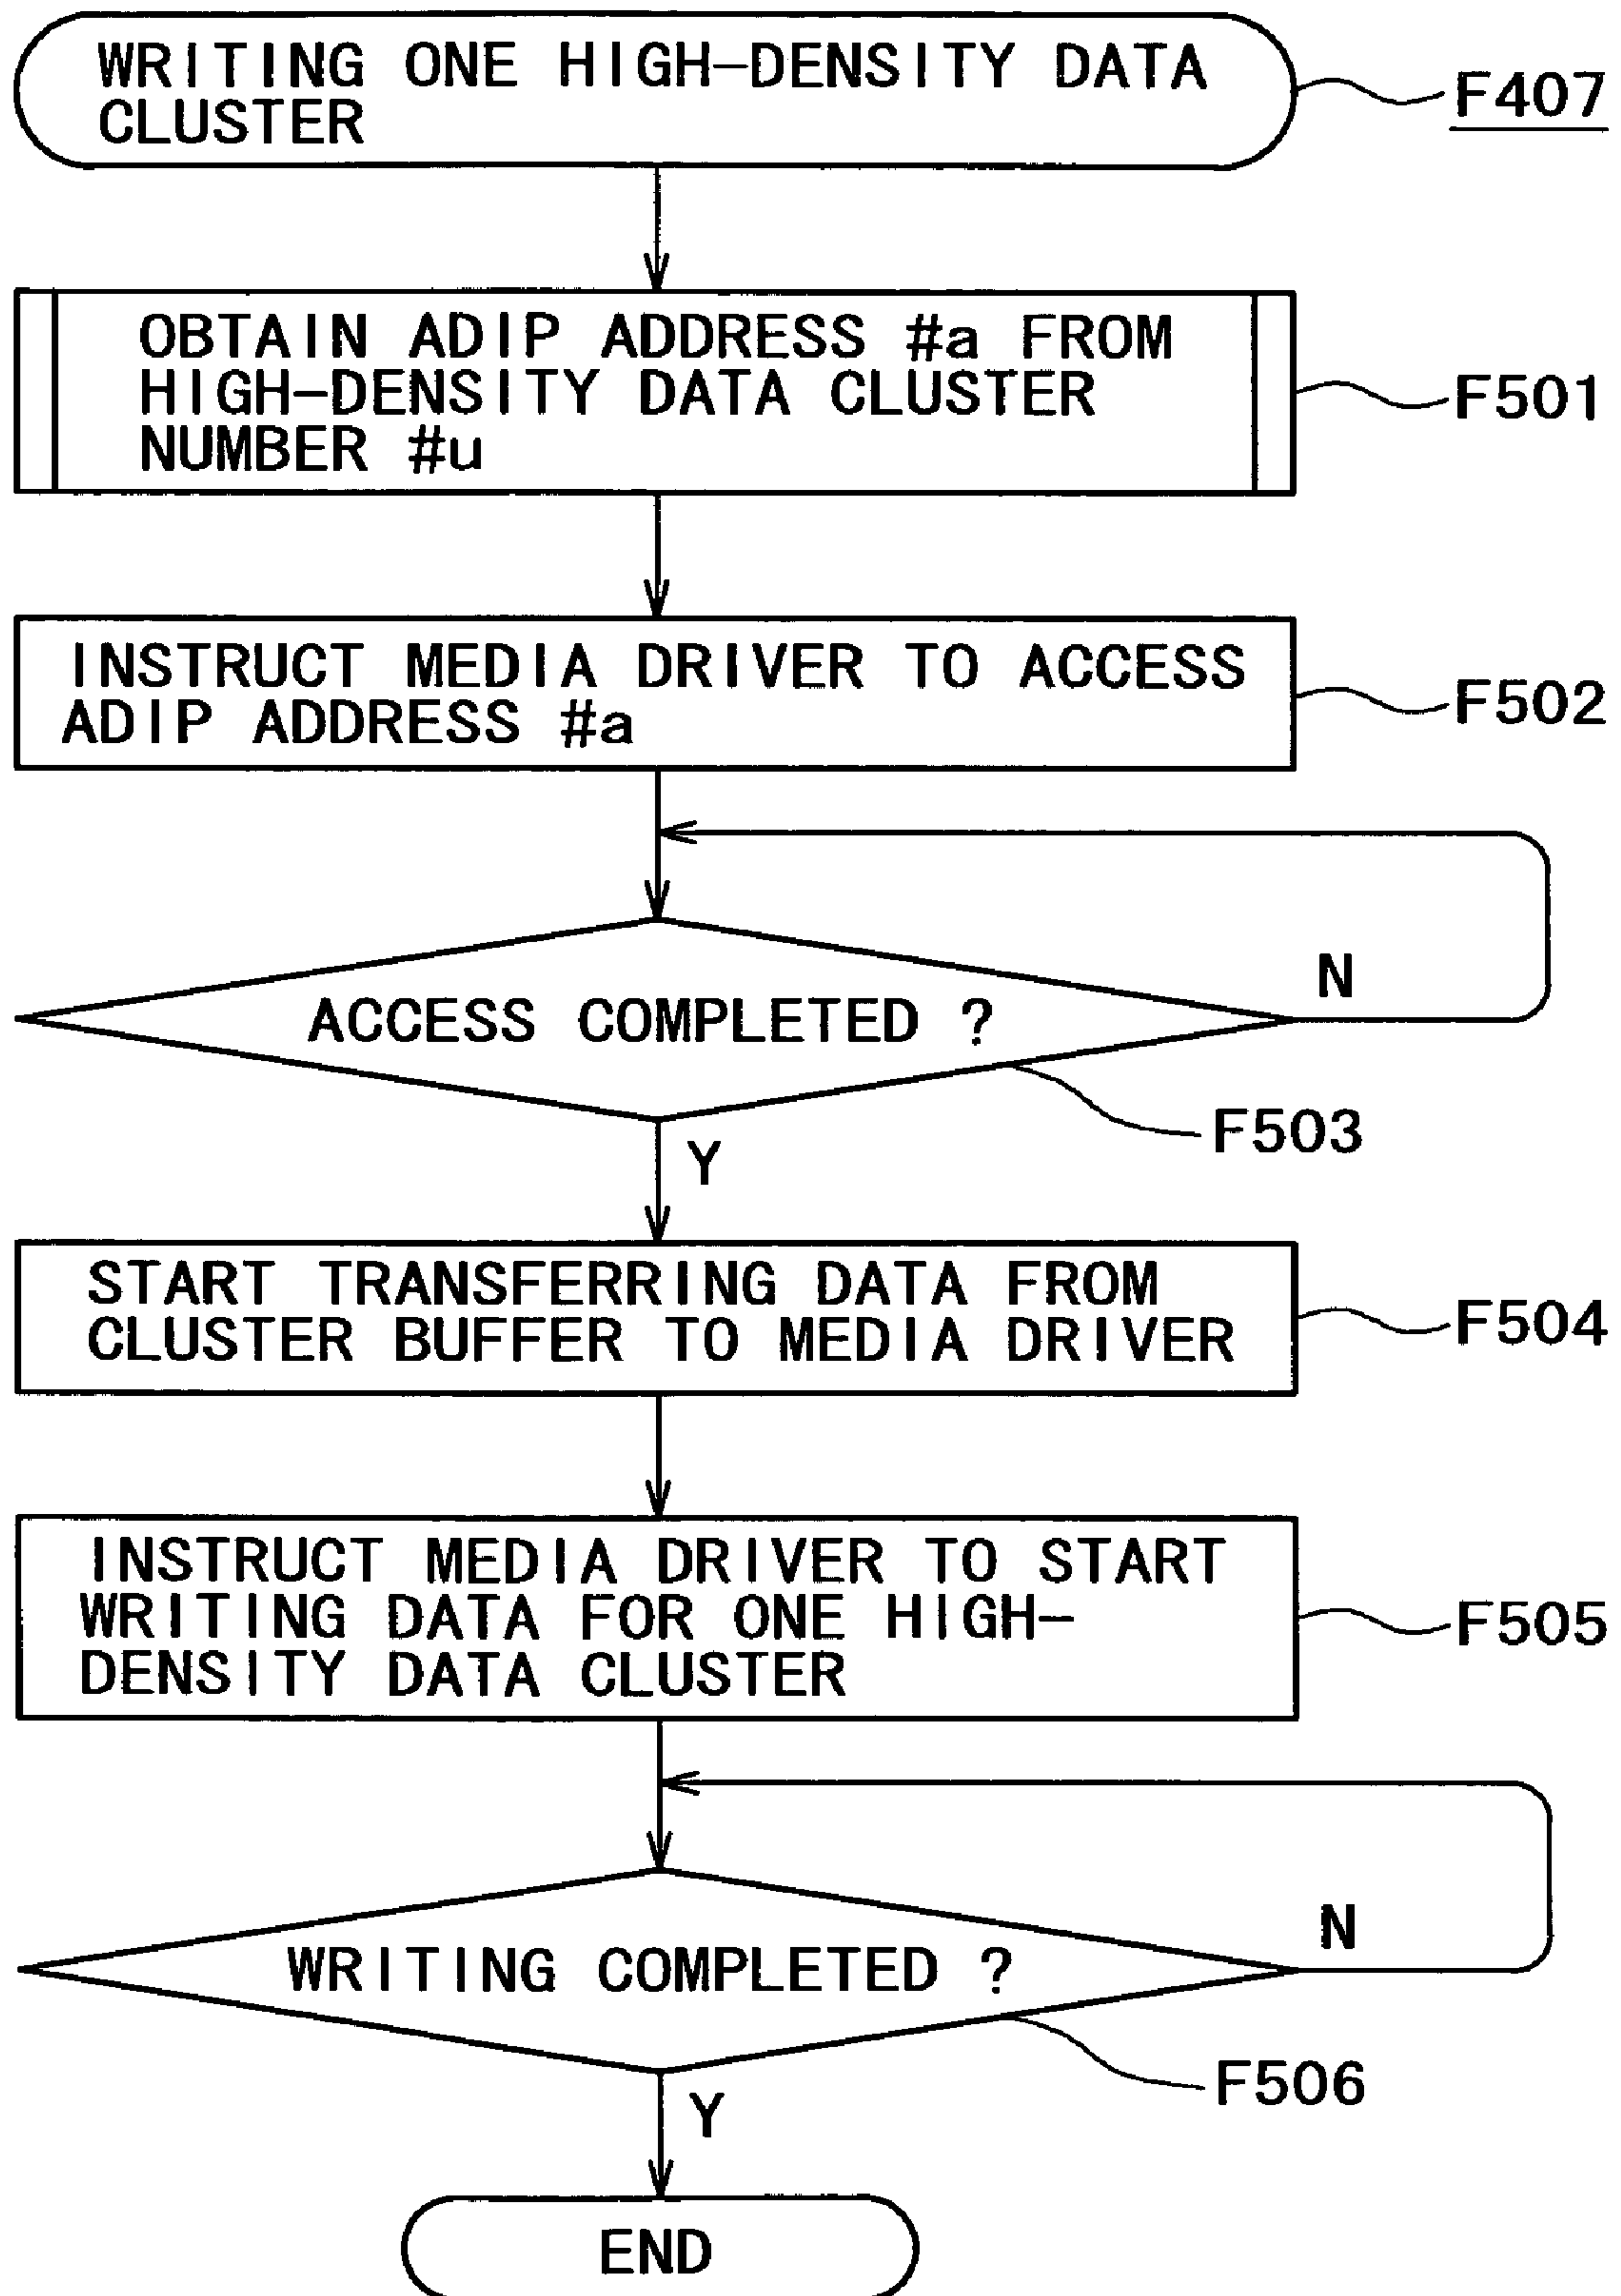 WRITING ONE HIGH-DENSITY DATA
CLUSTER
F407
OBTAIN ADIP ADDRESS #a FROM
HIGH-DENSITY DATA CLUSTER
NUMBER #u
F501
INSTRUCT MEDIA DRIVER TO ACCESS
ADIP ADDRESS #a
F502
N
ACCESS COMPLETED ?
F503
Y
START TRANSFERRING DATA FROM
CLUSTER BUFFER TO MEDIA DRIVER
F504
INSTRUCT MEDIA DRIVER TO START
WRITING DATA FOR ONE HIGH-
DENSITY DATA CLUSTER
F505
N
WRITING COMPLETED ?
F506
Y
END